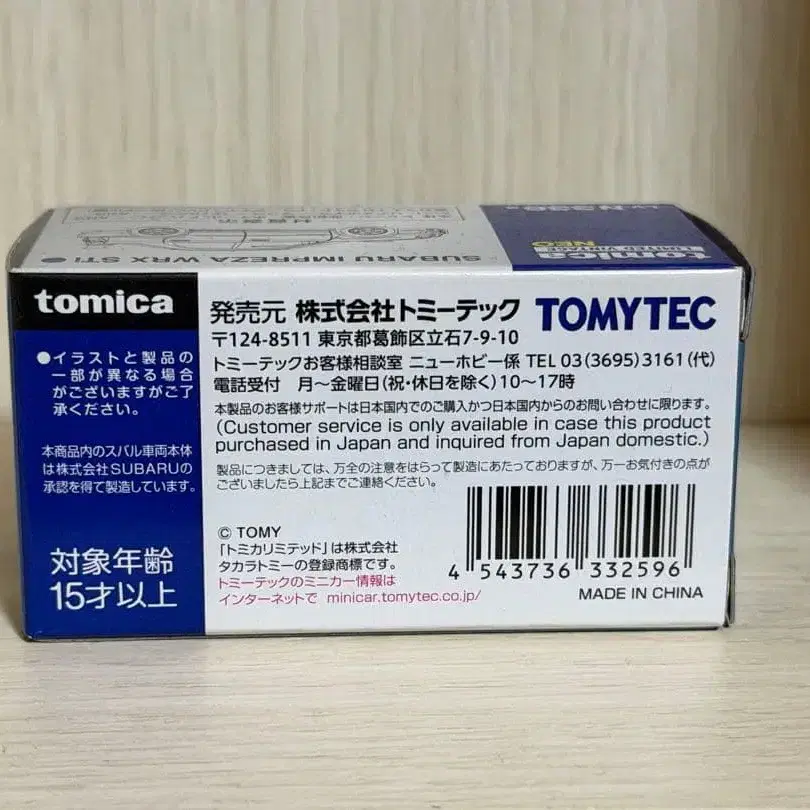 SUBARU IMPREZA WRX STi
tomica
LIMITED VINTAGE
NEO
tomica
●イラストと製品の
一部が異なる場合
がございますがご了
承ください。
本商品内のスバル車両本体
は株式会社SUBARUの
承認を得て製造しています。
対象年齢
15才以上
発売元 株式会社トミーテック TOMYTEC
〒124-8511 東京都葛飾区立石7-9-10
トミーテックお客様相談室 ニューホビー係 TEL 03(3695)3161(代)
電話受付 月〜金曜日(祝・休日を除く)10〜17時
本製品のお客様サポートは日本国内でのご購入かつ日本国内からのお問い合わせに限ります。
(Customer service is only available in case this product
purchased in Japan and inquired from Japan domestic.)
製品につきましては、万全の注意をはらって製造にあたっておりますが、万一お気付きの点が
ございましたら上記までご連絡ください。
© TOMY
「トミカリミテッド」は株式会社
タカラトミーの登録商標です。
トミーテックのミニカー情報は
インターネットで minicar.tomytec.co.jp/
4 543736 332596
MADE IN CHINA